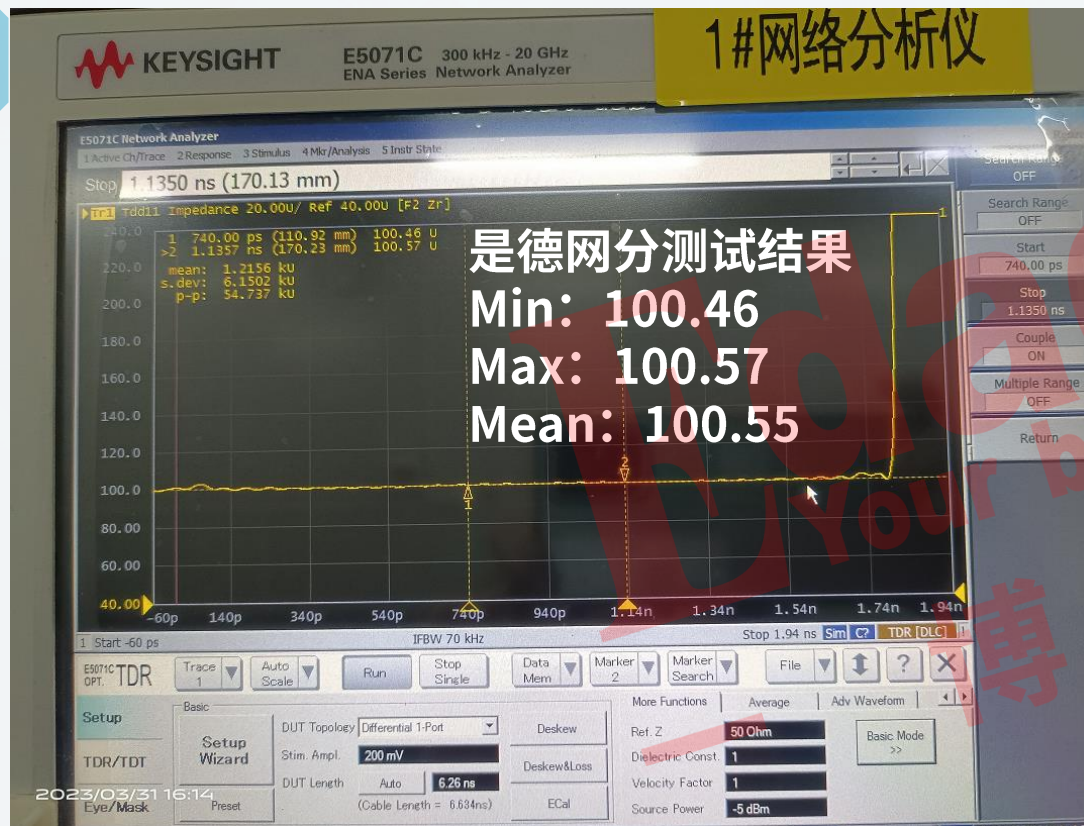 KEYSIGHT
E5071C 300 kHz - 20 GHz
ENA Series Network Analyzer
1#网络分析仪
E5071C Network Analyzer
1 Active Ch/Trace 2 Response 3 Stimulus 4 Mkr/Analysis 5 Instr State
Stop 1.1350 ns (170.13 mm)
Tr1 Tdd11 Impedance 20.00U/ Ref 40.00U [F2 Zr]
1 740.00 ps (110.92 mm) 100.46 U
>2 1.1357 ns (170.23 mm) 100.57 U
mean: 1.2156 kU
s.dev: 6.1502 kU
p-p: 54.737 kU
240.0
220.0
200.0
180.0
160.0
140.0
120.0
100.0
80.00
60.00
40.00
是德网分测试结果
Min：100.46
Max：100.57
Mean：100.55
1
2
1
-60p 140p 340p 540p 740p 940p 1.14n 1.34n 1.54n 1.74n 1.94n
1 Start -60 ps IFBW 70 kHz Stop 1.94 ns Sim C? TDR [DLC] !
Search Range
OFF
Search Range
OFF
Start
740.00 ps
Stop
1.1350 ns
Couple
ON
Multiple Range
OFF
Return
E5071C OPT. TDR
Trace 1
Auto Scale
Run
Stop Single
Data Mem
Marker 2
Marker Search
File
?
X
Setup
TDR/TDT
Eye/Mask
Basic
Setup Wizard
Preset
DUT Topology Differential 1-Port
Stim. Ampl. 200 mV
DUT Length Auto 6.26 ns
(Cable Length = 6.634ns)
Deskew
Deskew&Loss
ECal
More Functions Average Adv Waveform
Ref. Z 50 Ohm
Dielectric Const. 1
Velocity Factor 1
Source Power -5 dBm
Basic Mode
>>
2023/03/31 16:14
Eda
Your b
一博